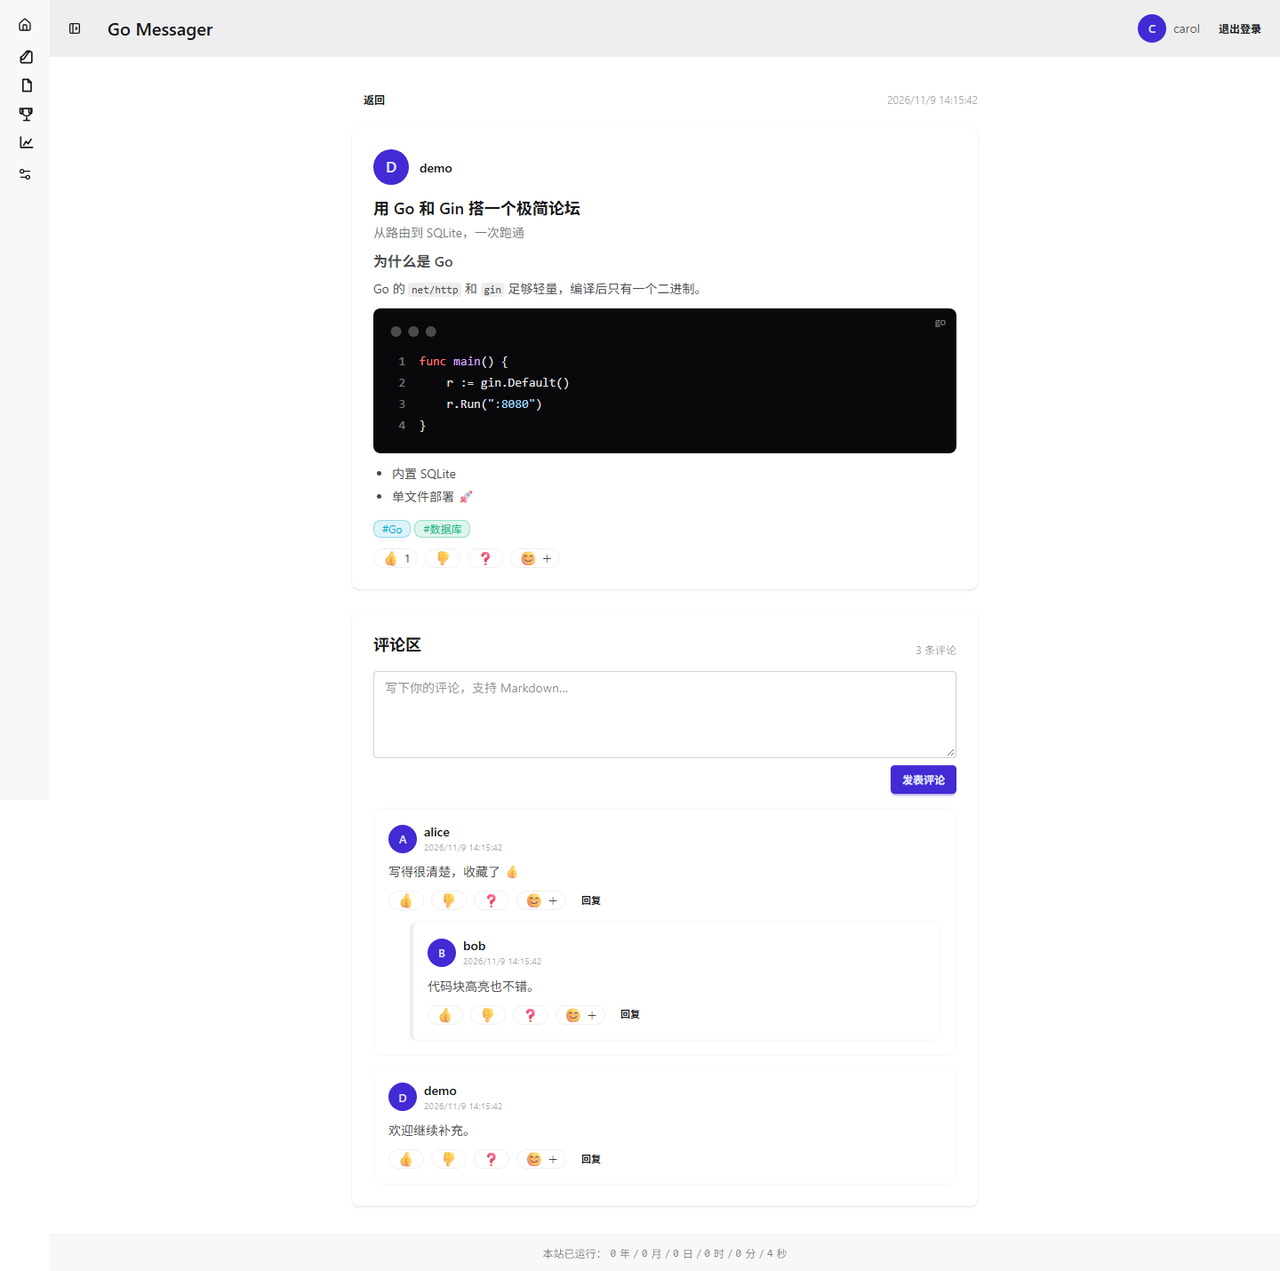 Go Messager
C carol 退出登录
返回 2026/11/9 14:15:42
D demo
用 Go 和 Gin 搭一个极简论坛
从路由到 SQLite，一次跑通
为什么是 Go
Go 的 net/http 和 gin 足够轻量，编译后只有一个二进制。
go
1 func main() {
2     r := gin.Default()
3     r.Run(":8080")
4 }
• 内置 SQLite
• 单文件部署 🚀
#Go #数据库
👍 1 👎 ❓ 😊 +
评论区 3 条评论
写下你的评论，支持 Markdown...
发表评论
A alice
2026/11/9 14:15:42
写得很清楚，收藏了 👍
👍 👎 ❓ 😊 + 回复
B bob
2026/11/9 14:15:42
代码块高亮也不错。
👍 👎 ❓ 😊 + 回复
D demo
2026/11/9 14:15:42
欢迎继续补充。
👍 👎 ❓ 😊 + 回复
本站已运行： 0 年 / 0 月 / 0 日 / 0 时 / 0 分 / 4 秒